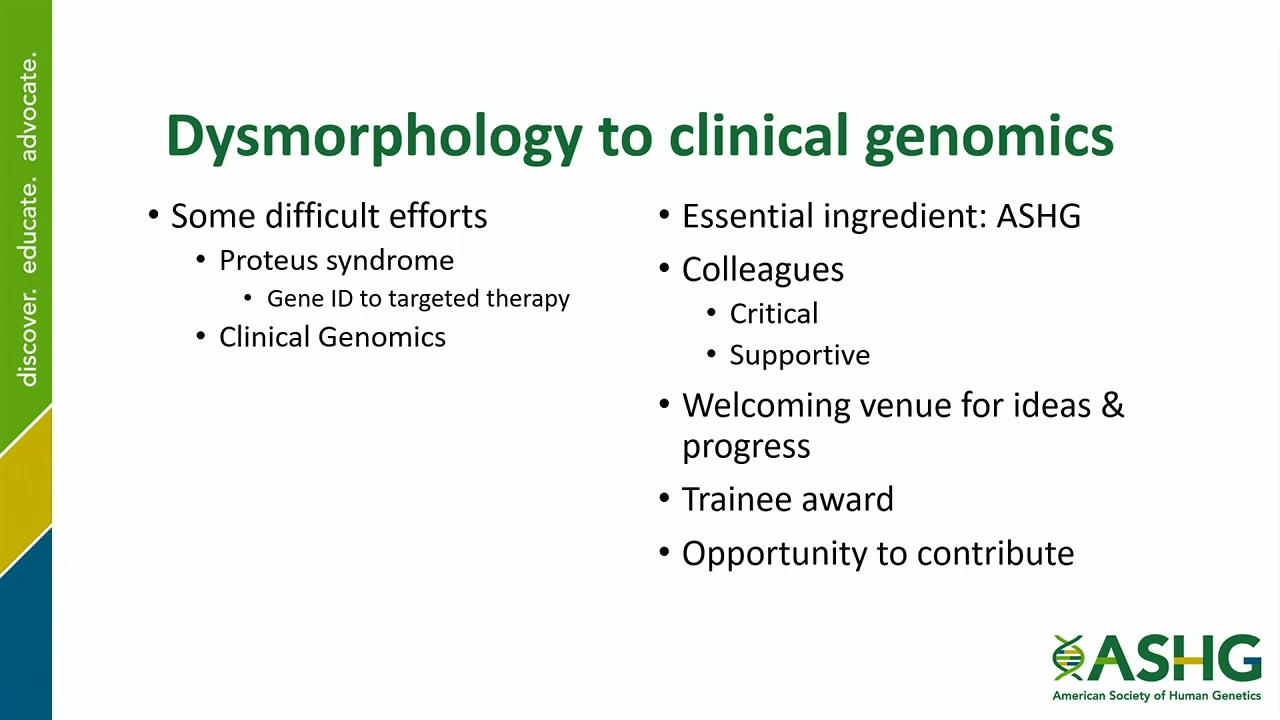 discover. educate. advocate.
Dysmorphology to clinical genomics
• Some difficult efforts
• Proteus syndrome
• Gene ID to targeted therapy
• Clinical Genomics
• Essential ingredient: ASHG
• Colleagues
• Critical
• Supportive
• Welcoming venue for ideas &
progress
• Trainee award
• Opportunity to contribute
ASHG
American Society of Human Genetics